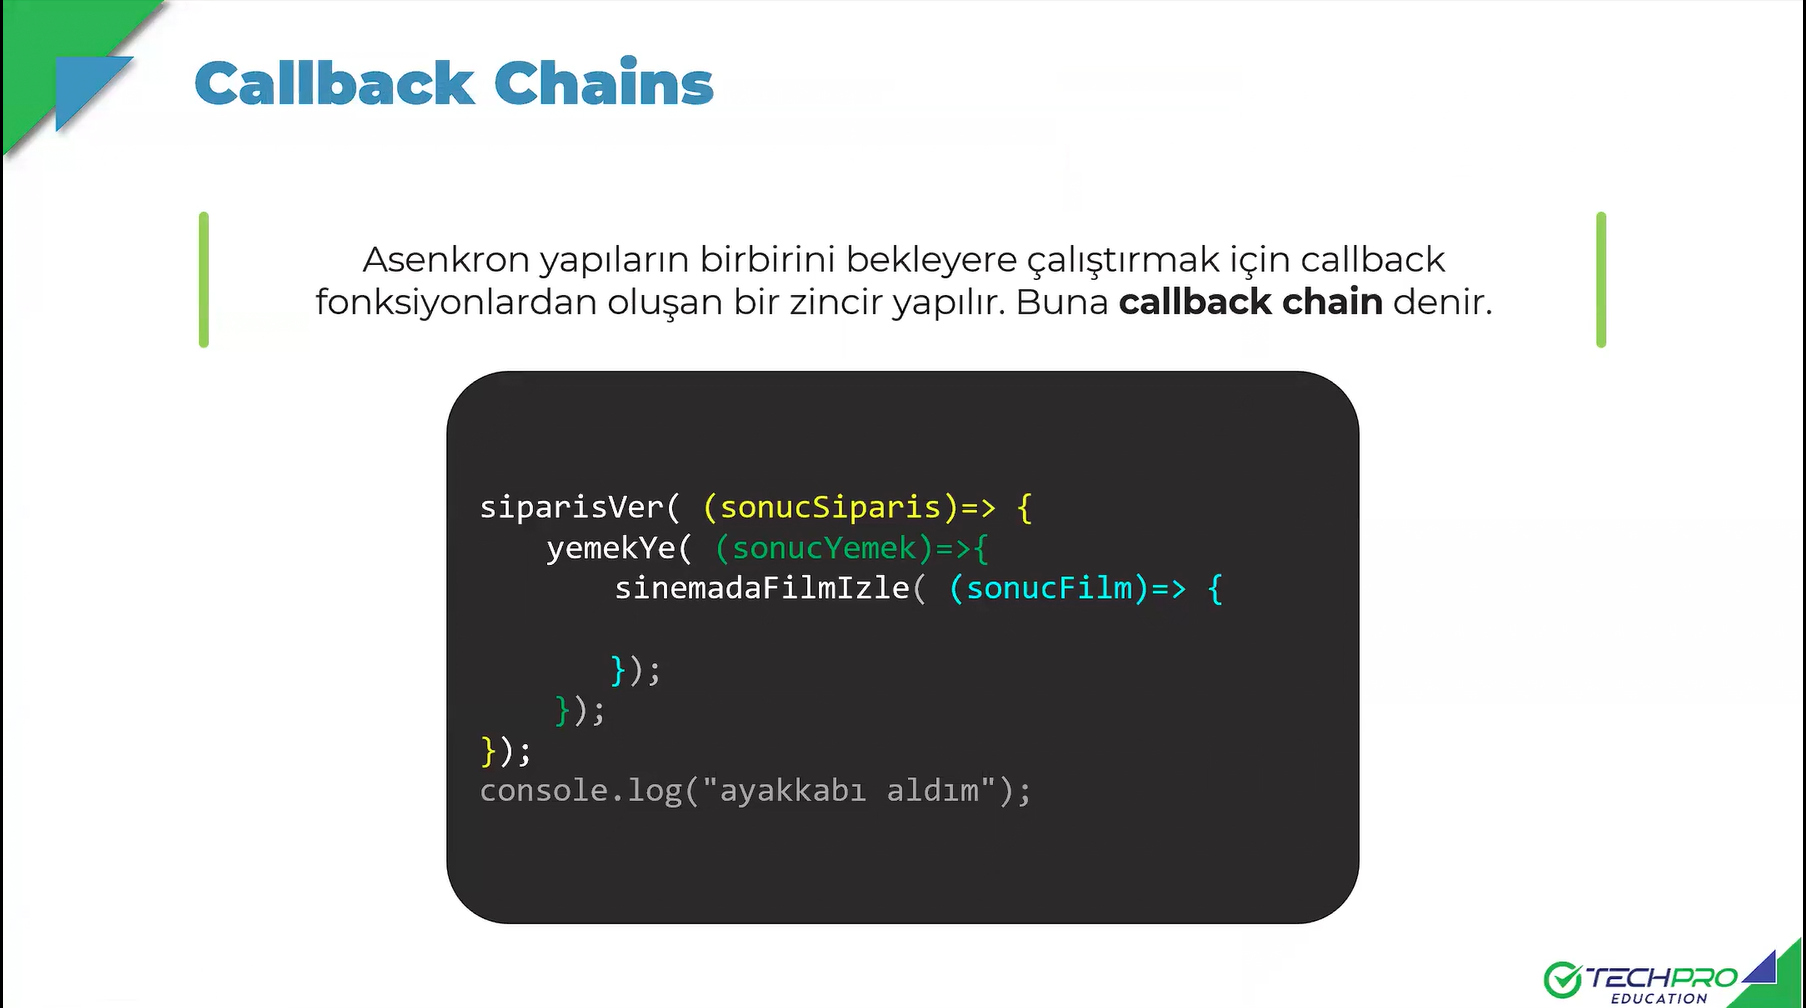 Callback Chains
Asenkron yapıların birbirini bekleyere çalıştırmak için callback
fonksiyonlardan oluşan bir zincir yapılır. Buna callback chain denir.
siparisVer( (sonucSiparis)=> {
yemekYe( (sonucYemek)=>{
sinemadaFilmIzle( (sonucFilm)=> {
});
});
});
console.log("ayakkabı aldım");
TECHPRO
EDUCATION